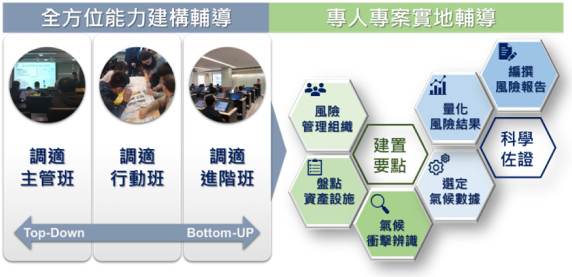 全方位能力建構輔導
專人專案實地輔導
調適
主管班
調適
行動班
調適
進階班
Top-Down
Bottom-UP
風險
管理組織
盤點
資產設施
建置
要點
氣候
衝擊辨識
量化
風險結果
選定
氣候數據
編撰
風險報告
科學
佐證